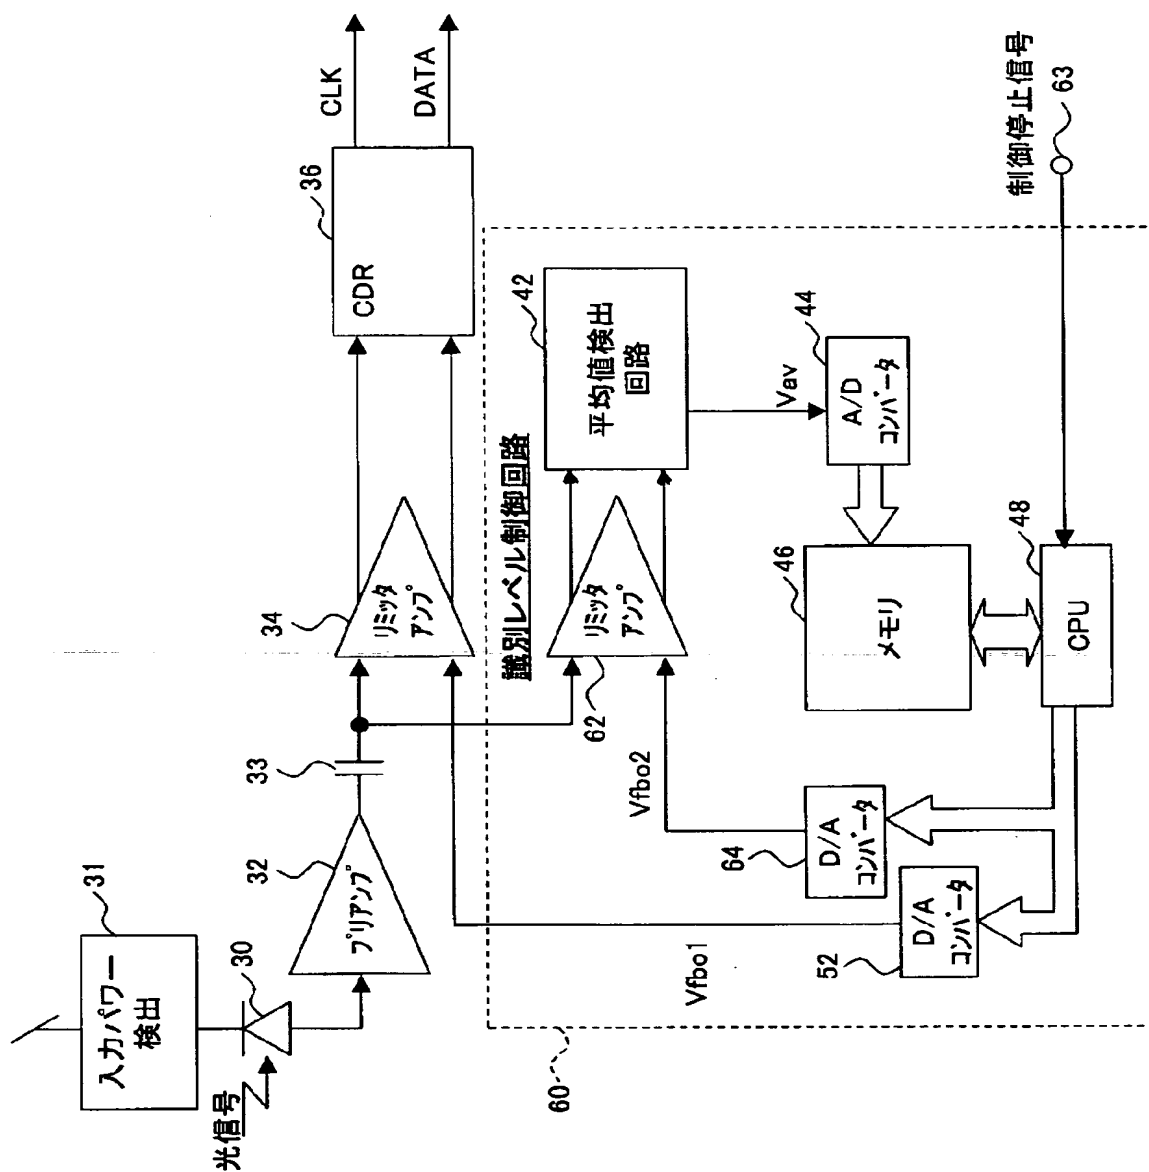 光信号
入力パワー
検出
31
30
プリアンプ
32
33
リミッタ
アンプ
34
CDR
36
CLK
DATA
60
識別レベル制御回路
リミッタ
アンプ
62
平均値検出
回路
42
Vav
A/D
コンバータ
44
メモリ
46
CPU
48
制御停止信号
63
D/A
コンバータ
64
Vfbo2
D/A
コンバータ
52
Vfbo1